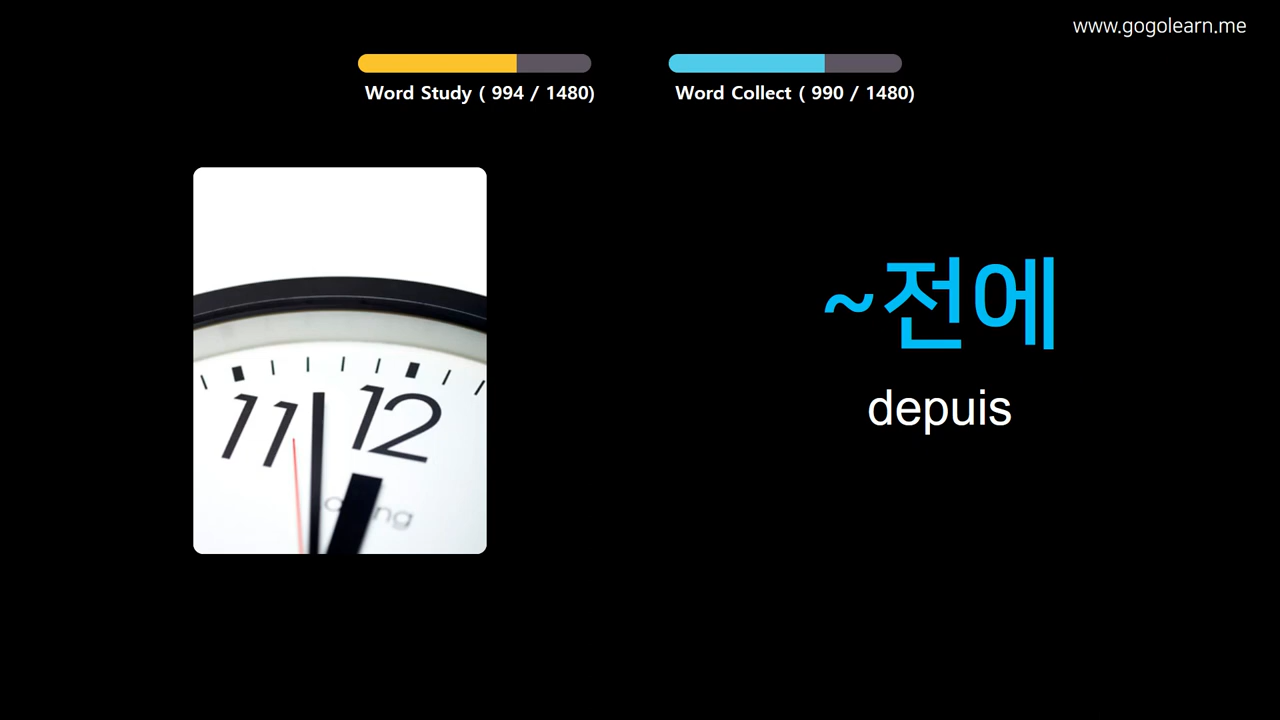 www.gogolearn.me
Word Study ( 994 / 1480)
Word Collect ( 990 / 1480)
~전에
depuis
11
12